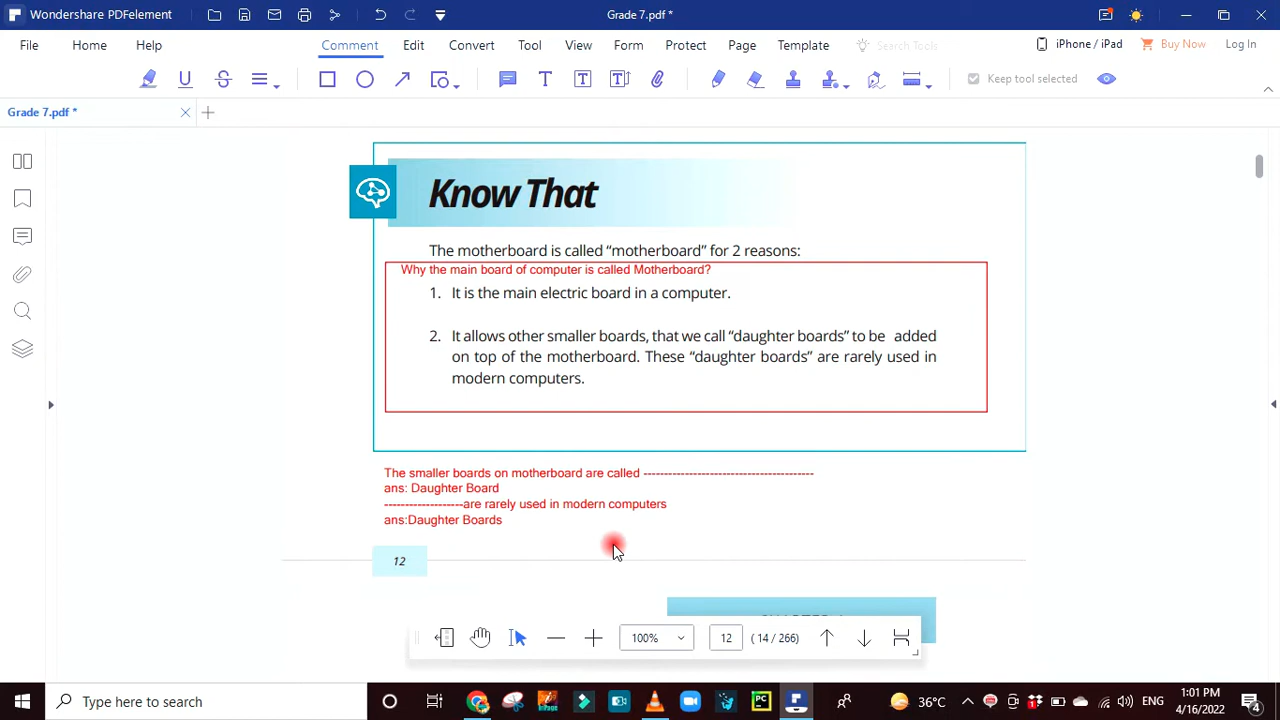 Wondershare PDFelement
Grade 7.pdf *
File Home Help Comment Edit Convert Tool View Form Protect Page Template Search Tools iPhone / iPad Buy Now Log In
Keep tool selected
Grade 7.pdf *
Know That
The motherboard is called “motherboard” for 2 reasons:
Why the main board of computer is called Motherboard?
1. It is the main electric board in a computer.
2. It allows other smaller boards, that we call “daughter boards” to be added
on top of the motherboard. These “daughter boards” are rarely used in
modern computers.
The smaller boards on motherboard are called -----------------------------------------
ans: Daughter Board
-------------------are rarely used in modern computers
ans:Daughter Boards
12
100% 12 ( 14 / 266)
Type here to search
36°C ENG 1:01 PM
4/16/2022
4